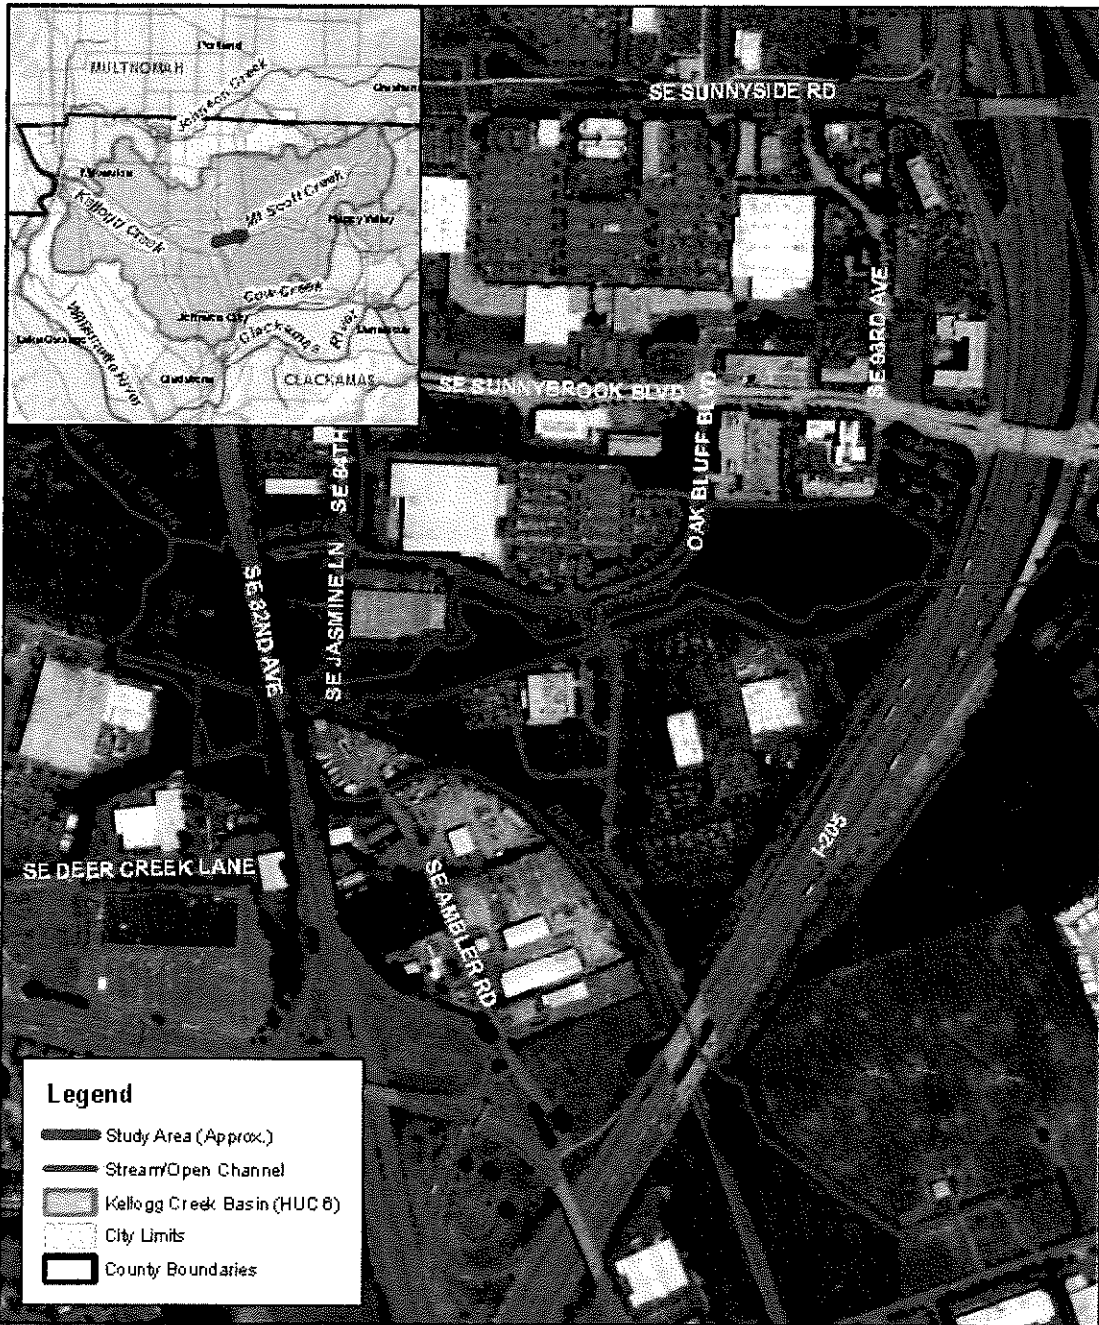 Portland
MULTNOMAH
Johnson Creek
Gresham
Milwaukie
Kellogg Creek
Mt Scott Creek
Happy Valley
Cow Creek
Johnson City
Clackamas River
Damascus
Lake Oswego
Willamette River
Gladstone
CLACKAMAS
SE SUNNYSIDE RD
SE 93RD AVE
SE SUNNYBROOK BLVD
OAK BLUFF BLVD
SE 84TH
SE JASMINE LN
SE 82ND AVE
I-205
SE DEER CREEK LANE
SE AMBLER RD
Legend
Study Area (Approx.)
Stream/Open Channel
Kellogg Creek Basin (HUC 6)
City Limits
County Boundaries